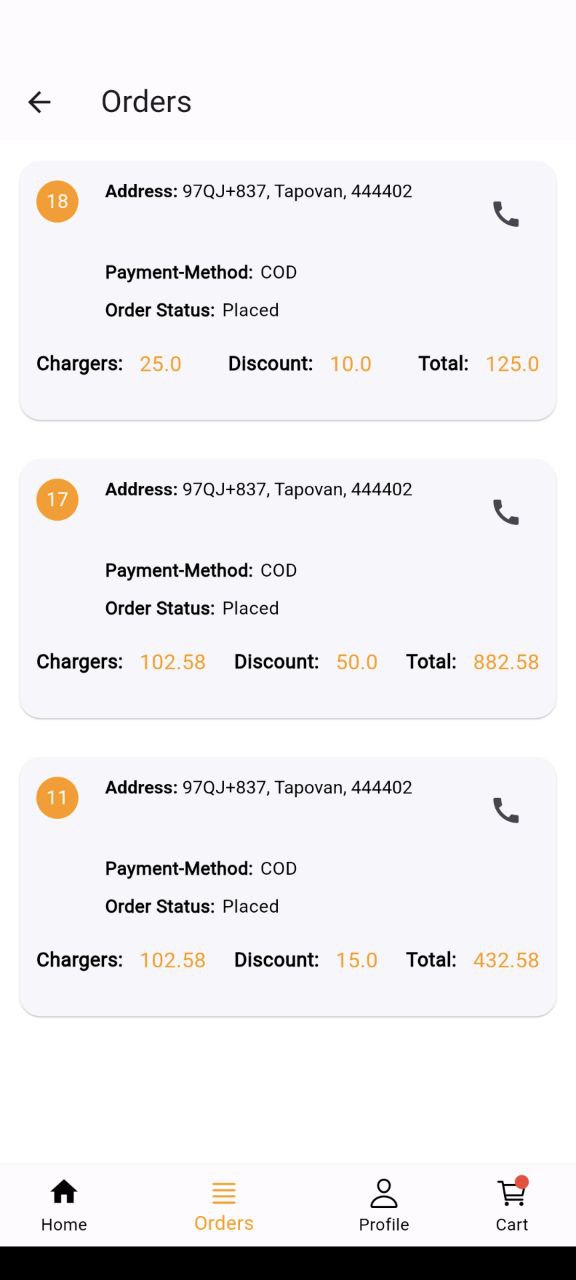 Orders
18
Address: 97QJ+837, Tapovan, 444402
Payment-Method: COD
Order Status: Placed
Chargers: 25.0 Discount: 10.0 Total: 125.0
17
Address: 97QJ+837, Tapovan, 444402
Payment-Method: COD
Order Status: Placed
Chargers: 102.58 Discount: 50.0 Total: 882.58
11
Address: 97QJ+837, Tapovan, 444402
Payment-Method: COD
Order Status: Placed
Chargers: 102.58 Discount: 15.0 Total: 432.58
Home Orders Profile Cart